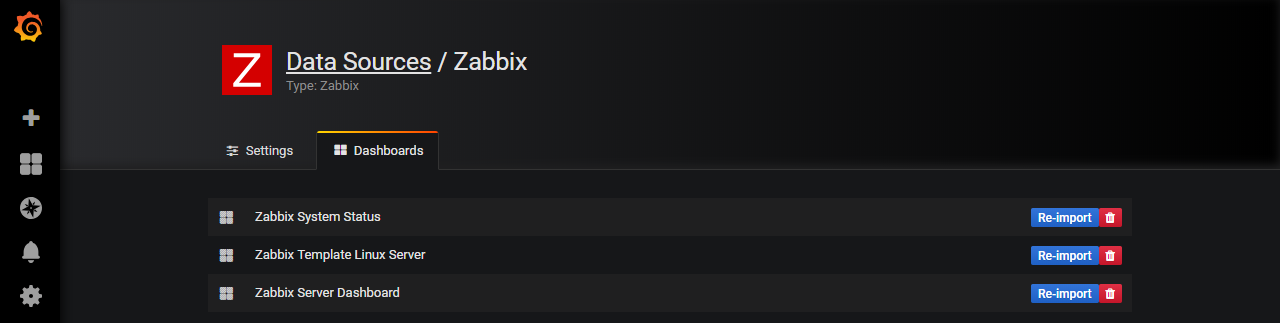 Z
Data Sources / Zabbix
Type: Zabbix
Settings
Dashboards
Zabbix System Status
Re-import
Zabbix Template Linux Server
Re-import
Zabbix Server Dashboard
Re-import